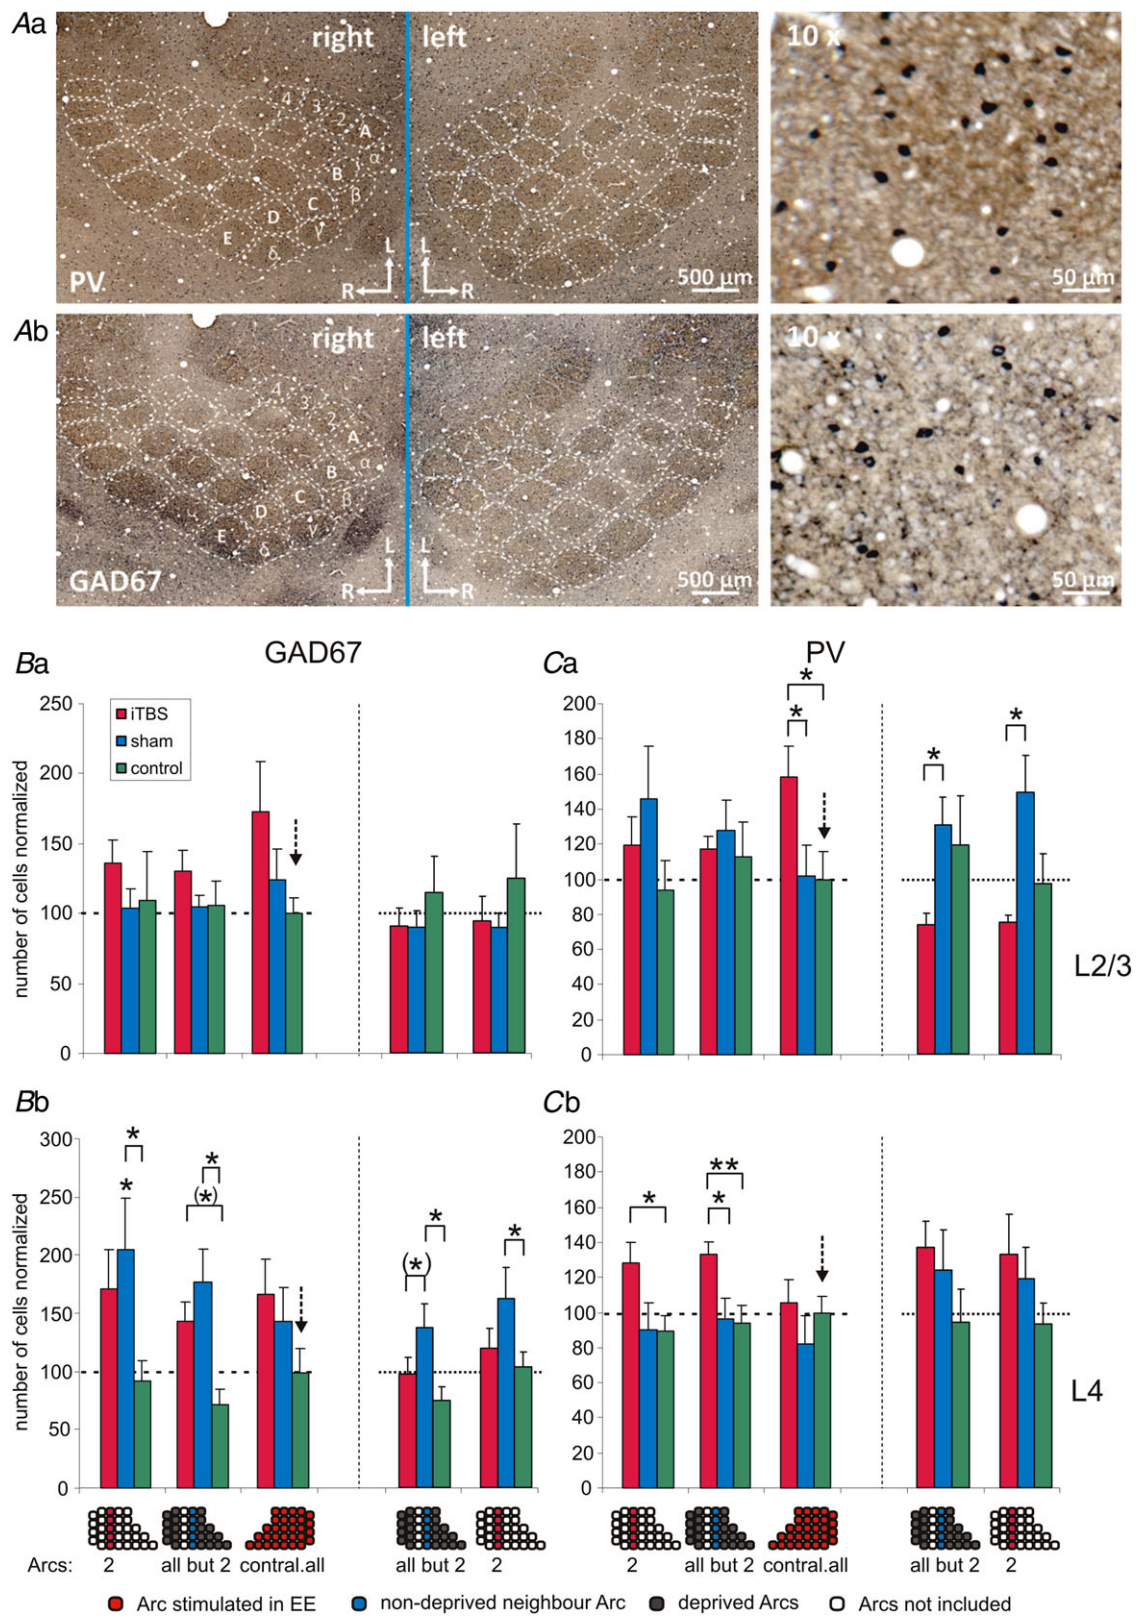 Aa
right
left
10 x
4
3
2
A
α
B
β
C
γ
D
δ
E
PV
L
R
L
R
500 µm
50 µm
Ab
right
left
10 x
4
3
2
A
α
B
β
C
γ
D
δ
E
GAD67
L
R
L
R
500 µm
50 µm
Ba
GAD67
Ca
PV
number of cells normalized
250
200
150
100
50
0
iTBS
sham
control
200
180
160
140
120
100
80
60
40
20
0
*
*
*
*
L2/3
Bb
number of cells normalized
300
250
200
150
100
50
0
*
*
*
(*)
(*)
*
*
Cb
200
180
160
140
120
100
80
60
40
20
0
*
**
*
L4
Arcs: 2 all but 2 contral.all all but 2 2
2 all but 2 contral.all all but 2 2
Arc stimulated in EE non-deprived neighbour Arc deprived Arcs Arcs not included